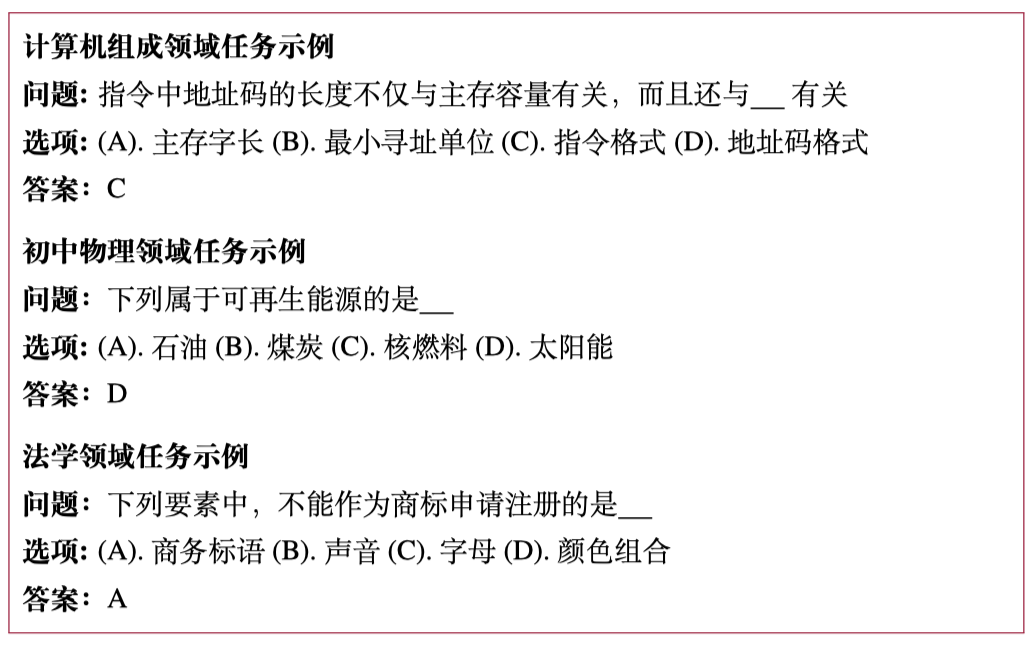 计算机组成领域任务示例
问题: 指令中地址码的长度不仅与主存容量有关，而且还与__ 有关
选项: (A). 主存字长 (B). 最小寻址单位 (C). 指令格式 (D). 地址码格式
答案：C
初中物理领域任务示例
问题：下列属于可再生能源的是__
选项: (A). 石油 (B). 煤炭 (C). 核燃料 (D). 太阳能
答案：D
法学领域任务示例
问题：下列要素中，不能作为商标申请注册的是__
选项: (A). 商务标语 (B). 声音 (C). 字母 (D). 颜色组合
答案：A